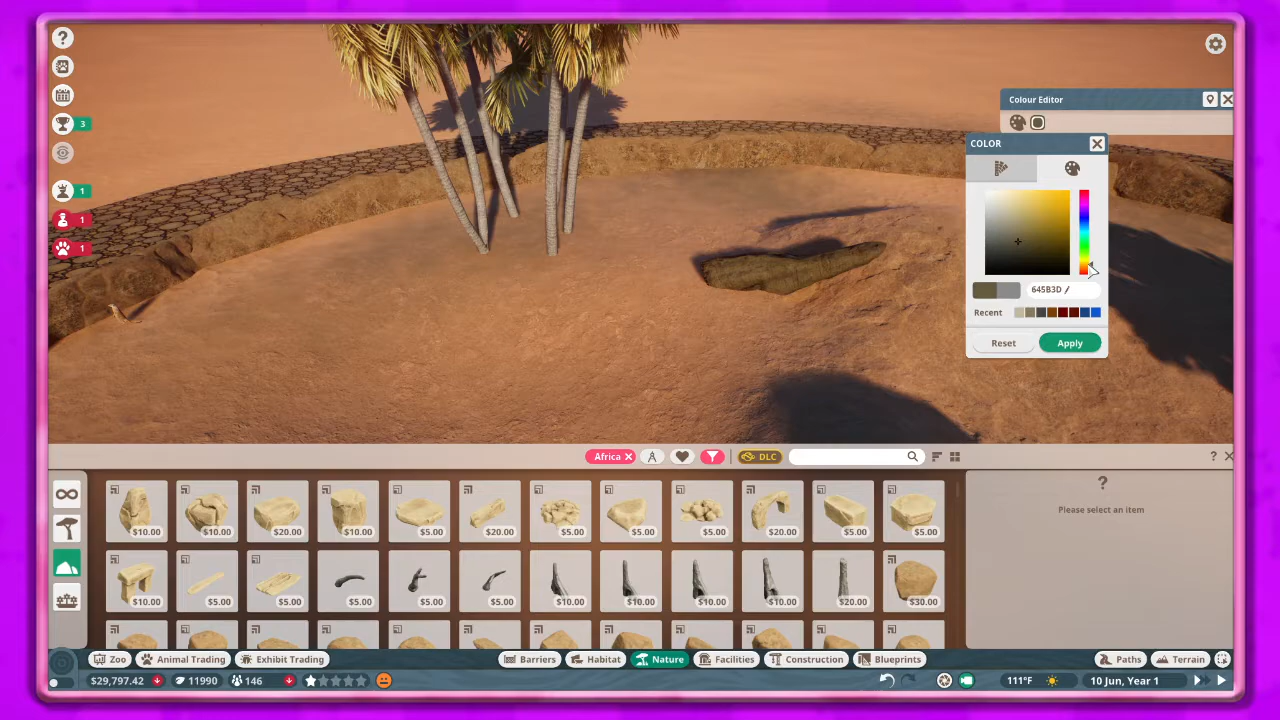 Colour Editor
COLOR
3
1
1
1
645B3D
Recent
Reset
Apply
Africa
DLC
?
Please select an item
$10.00 $10.00 $20.00 $10.00 $5.00 $20.00 $5.00 $5.00 $5.00 $20.00 $5.00 $5.00
$10.00 $5.00 $5.00 $5.00 $5.00 $5.00 $10.00 $10.00 $10.00 $10.00 $20.00 $30.00
Zoo Animal Trading Exhibit Trading Barriers Habitat Nature Facilities Construction Blueprints Paths Terrain
$29,797.42 11990 146 111°F 10 Jun, Year 1